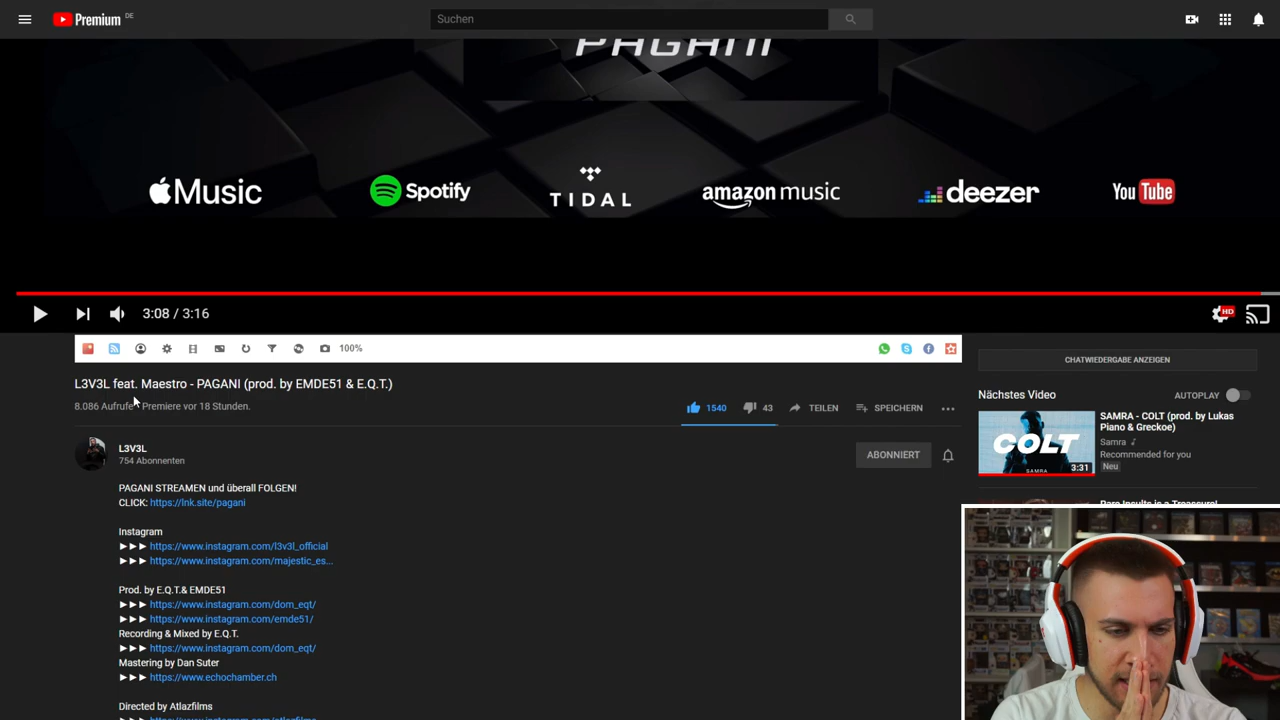 Premium DE
Suchen
PAGANI
Music
Spotify
TIDAL
amazon music
deezer
YouTube
3:08 / 3:16
HD
100%
CHATWIEDERGABE ANZEIGEN
L3V3L feat. Maestro - PAGANI (prod. by EMDE51 & E.Q.T.)
8.086 Aufrufe
Premiere vor 18 Stunden.
1540
43
TEILEN
SPEICHERN
Nächstes Video
AUTOPLAY
COLT
SAMRA
3:31
SAMRA - COLT (prod. by Lukas
Piano & Greckoe)
Samra
Recommended for you
Neu
L3V3L
754 Abonnenten
ABONNIERT
PAGANI STREAMEN und überall FOLGEN!
CLICK: https://lnk.site/pagani
Instagram
►►► https://www.instagram.com/l3v3l_official
►►► https://www.instagram.com/majestic_es...
Prod. by E.Q.T.& EMDE51
►►► https://www.instagram.com/dom_eqt/
►►► https://www.instagram.com/emde51/
Recording & Mixed by E.Q.T.
►►► https://www.instagram.com/dom_eqt/
Mastering by Dan Suter
►►► https://www.echochamber.ch
Directed by Atlazfilms